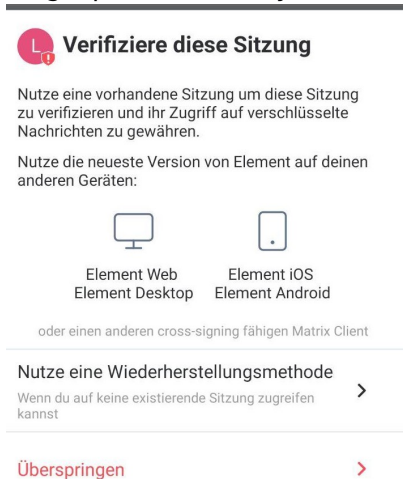 L
Verifiziere diese Sitzung
Nutze eine vorhandene Sitzung um diese Sitzung
zu verifizieren und ihr Zugriff auf verschlüsselte
Nachrichten zu gewähren.
Nutze die neueste Version von Element auf deinen
anderen Geräten:
Element Web
Element Desktop
Element iOS
Element Android
oder einen anderen cross-signing fähigen Matrix Client
Nutze eine Wiederherstellungsmethode
Wenn du auf keine existierende Sitzung zugreifen
kannst
Überspringen